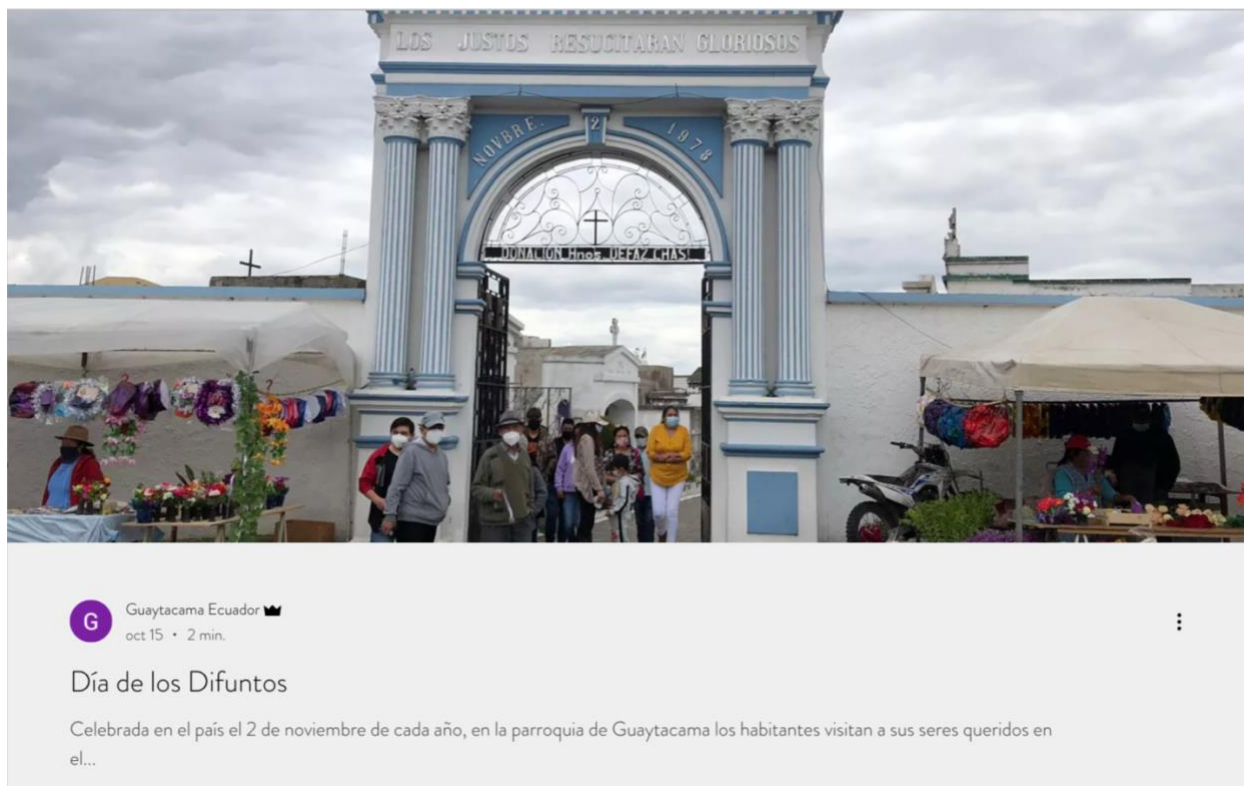 LOS JUSTOS RESUCITARAN GLORIOSOS
NOVBRE. 2 1978
DONACION Hnos. DEFAZ CHASI
G
Guaytacama Ecuador
oct 15 • 2 min.
Día de los Difuntos
Celebrada en el país el 2 de noviembre de cada año, en la parroquia de Guaytacama los habitantes visitan a sus seres queridos en
el...